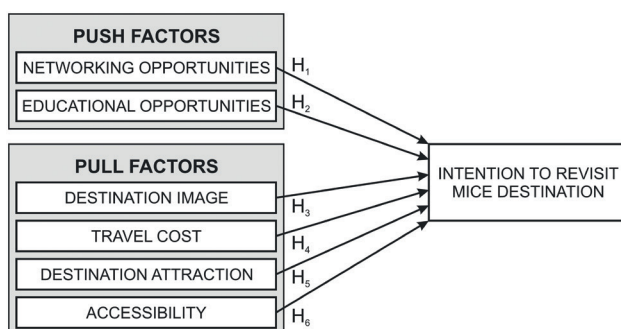 PUSH FACTORS
NETWORKING OPPORTUNITIES
H1
EDUCATIONAL OPPORTUNITIES
H2
PULL FACTORS
DESTINATION IMAGE
H3
TRAVEL COST
H4
DESTINATION ATTRACTION
H5
ACCESSIBILITY
H6
INTENTION TO REVISIT
MICE DESTINATION